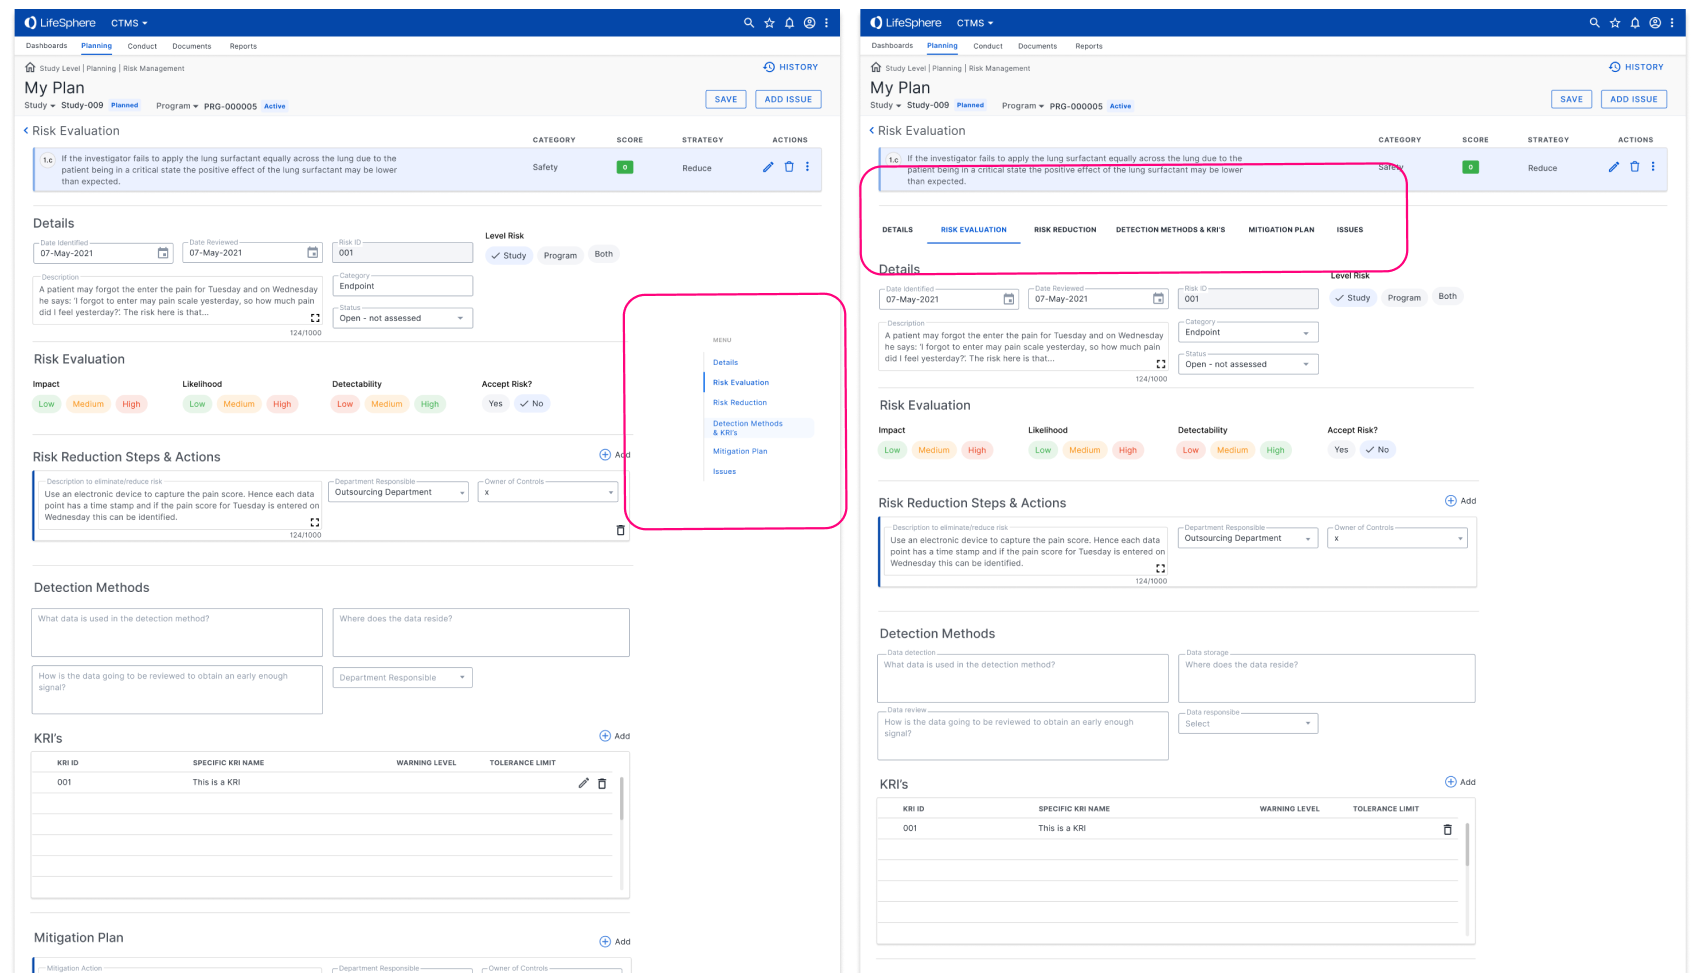 LifeSphere CTMS
Dashboards Planning Conduct Documents Reports
Study Level | Planning | Risk Management
HISTORY
My Plan
Study Study-009 Planned Program PRG-000005 Active
SAVE ADD ISSUE
Risk Evaluation
CATEGORY SCORE STRATEGY ACTIONS
1.c If the investigator fails to apply the lung surfactant equally across the lung due to the
patient being in a critical state the positive effect of the lung surfactant may be lower
than expected.
Safety 0 Reduce
Details
Date Identified
07-May-2021
Date Reviewed
07-May-2021
Risk ID
001
Level Risk
Study Program Both
Description
A patient may forgot the enter the pain for Tuesday and on Wednesday
he says: 'I forgot to enter may pain scale yesterday, so how much pain
did I feel yesterday?'. The risk here is that...
124/1000
Category
Endpoint
Status
Open - not assessed
MENU
Details
Risk Evaluation
Risk Reduction
Detection Methods
& KRI's
Mitigation Plan
Issues
Risk Evaluation
Impact Likelihood Detectability Accept Risk?
Low Medium High Low Medium High Low Medium High Yes No
Risk Reduction Steps & Actions
Add
Description to eliminate/reduce risk
Use an electronic device to capture the pain score. Hence each data
point has a time stamp and if the pain score for Tuesday is entered on
Wednesday this can be identified.
124/1000
Department Responsible
Outsourcing Department
Owner of Controls
x
Detection Methods
What data is used in the detection method?
Where does the data reside?
How is the data going to be reviewed to obtain an early enough
signal?
Department Responsible
KRI's
Add
KRI ID SPECIFIC KRI NAME WARNING LEVEL TOLERANCE LIMIT
001 This is a KRI
Mitigation Plan
Add
Mitigation Action
Department Responsible
Owner of Controls
LifeSphere CTMS
Dashboards Planning Conduct Documents Reports
Study Level | Planning | Risk Management
HISTORY
My Plan
Study Study-009 Planned Program PRG-000005 Active
SAVE ADD ISSUE
Risk Evaluation
CATEGORY SCORE STRATEGY ACTIONS
1.c If the investigator fails to apply the lung surfactant equally across the lung due to the
patient being in a critical state the positive effect of the lung surfactant may be lower
than expected.
Safety 0 Reduce
DETAILS RISK EVALUATION RISK REDUCTION DETECTION METHODS & KRI'S MITIGATION PLAN ISSUES
Details
Date Identified
07-May-2021
Date Reviewed
07-May-2021
Risk ID
001
Level Risk
Study Program Both
Description
A patient may forgot the enter the pain for Tuesday and on Wednesday
he says: 'I forgot to enter may pain scale yesterday, so how much pain
did I feel yesterday?'. The risk here is that...
124/1000
Category
Endpoint
Status
Open - not assessed
Risk Evaluation
Impact Likelihood Detectability Accept Risk?
Low Medium High Low Medium High Low Medium High Yes No
Risk Reduction Steps & Actions
Add
Description to eliminate/reduce risk
Use an electronic device to capture the pain score. Hence each data
point has a time stamp and if the pain score for Tuesday is entered on
Wednesday this can be identified.
124/1000
Department Responsible
Outsourcing Department
Owner of Controls
x
Detection Methods
Data detection
What data is used in the detection method?
Data storage
Where does the data reside?
Data review
How is the data going to be reviewed to obtain an early enough
signal?
Data responsibe
Select
KRI's
Add
KRI ID SPECIFIC KRI NAME WARNING LEVEL TOLERANCE LIMIT
001 This is a KRI